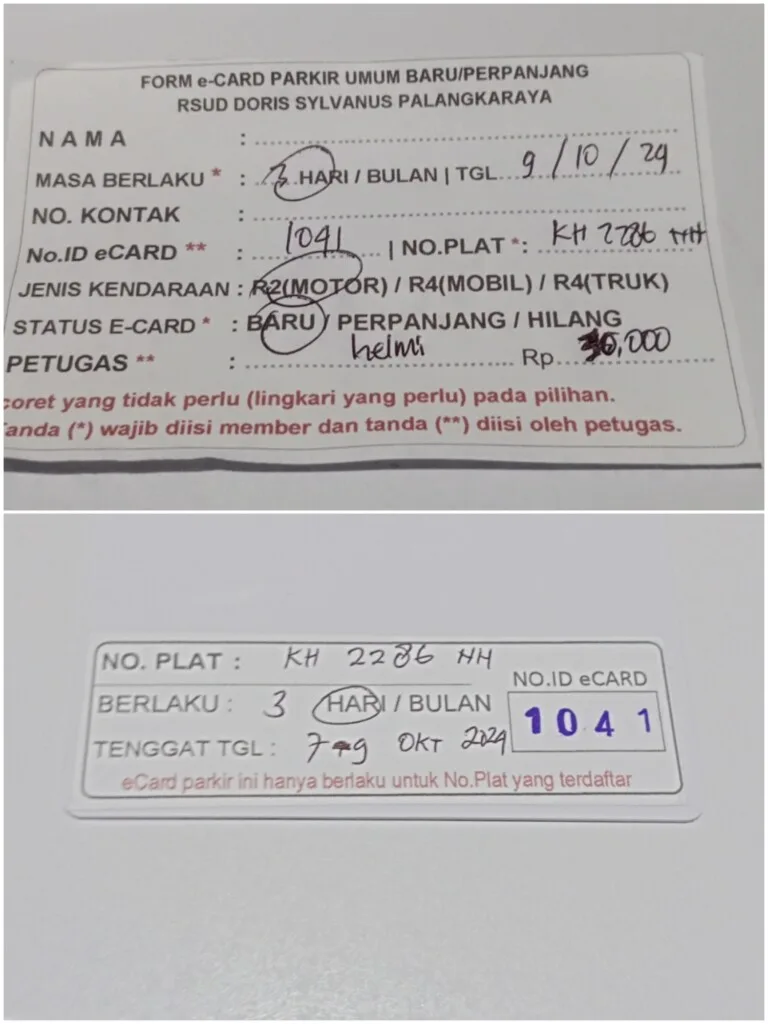 FORM e-CARD PARKIR UMUM BARU/PERPANJANG
RSUD DORIS SYLVANUS PALANGKARAYA
NAMA :
MASA BERLAKU * : 3 HARI / BULAN | TGL. 9 / 10 / 24
NO. KONTAK :
No.ID eCARD ** : 1041 | NO.PLAT *: KH 2286 HH
JENIS KENDARAAN : R2(MOTOR) / R4(MOBIL) / R4(TRUK)
STATUS E-CARD * : BARU / PERPANJANG / HILANG
PETUGAS ** : helmi Rp 30,000
coret yang tidak perlu (lingkari yang perlu) pada pilihan.
Tanda (*) wajib diisi member dan tanda (**) diisi oleh petugas.
NO. PLAT : KH 2286 HH
NO.ID eCARD
BERLAKU : 3 HARI / BULAN
1041
TENGGAT TGL : 7-9 OKT 2024
eCard parkir ini hanya berlaku untuk No.Plat yang terdaftar